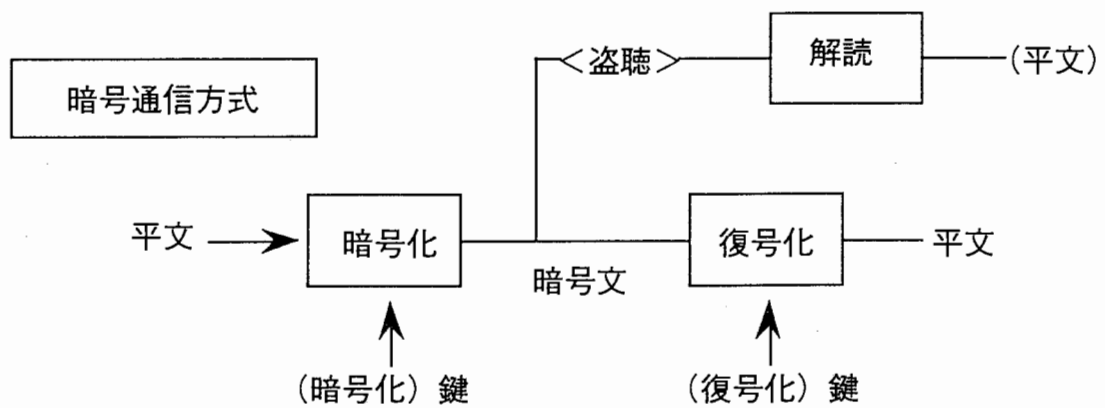 ＜盗聴＞
解読
(平文)
暗号通信方式
平文
暗号化
復号化
平文
暗号文
(暗号化) 鍵
(復号化) 鍵